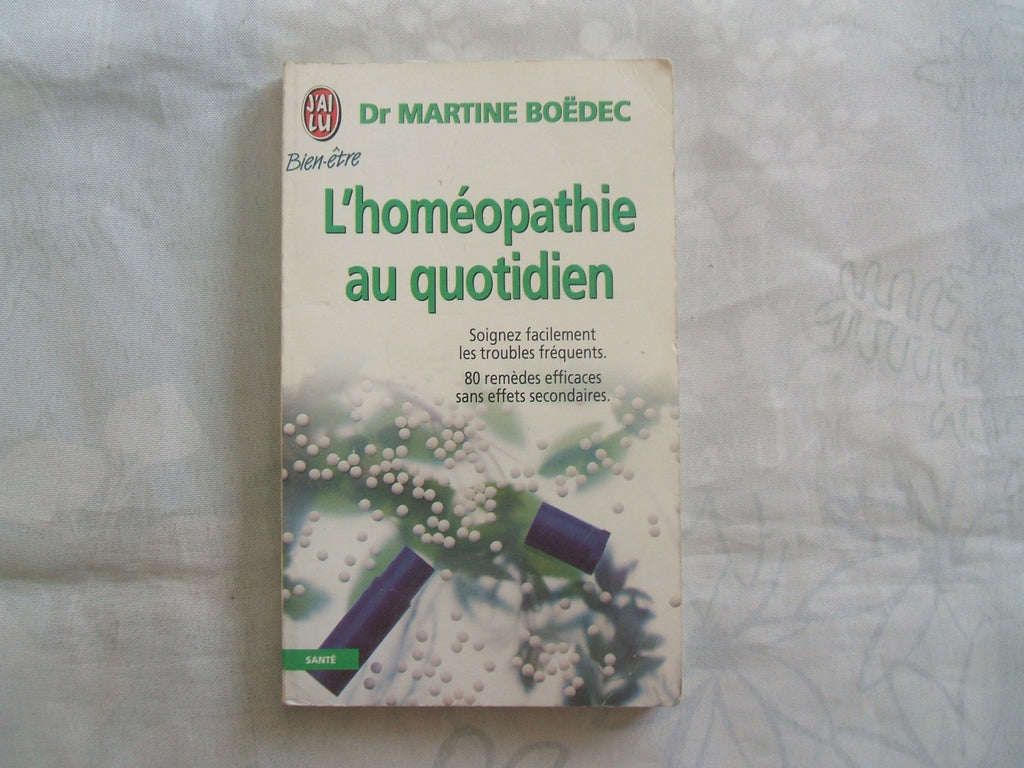 J'AI
LU
Dr MARTINE BOËDEC
Bien-être
L'homéopathie
au quotidien
Soignez facilement
les troubles fréquents.
80 remèdes efficaces
sans effets secondaires.
SANTÉ